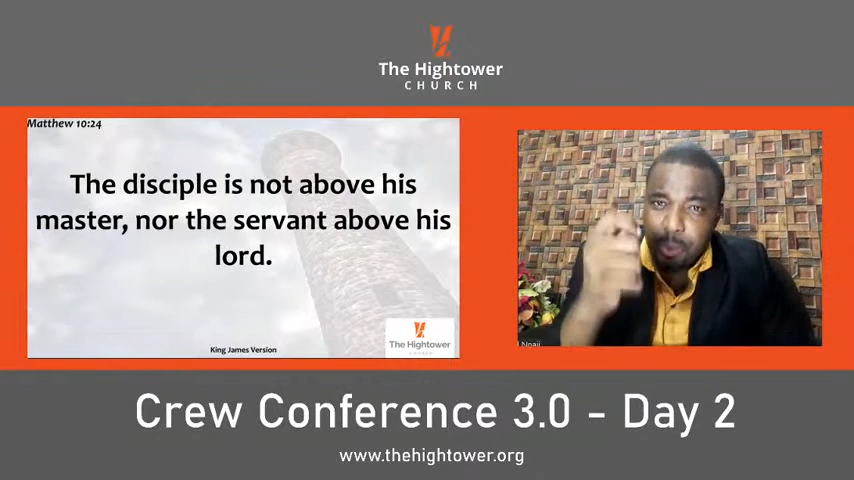 The Hightower
CHURCH
Matthew 10:24
The disciple is not above his
master, nor the servant above his
lord.
King James Version
The Hightower
CHURCH
Crew Conference 3.0 - Day 2
www.thehightower.org